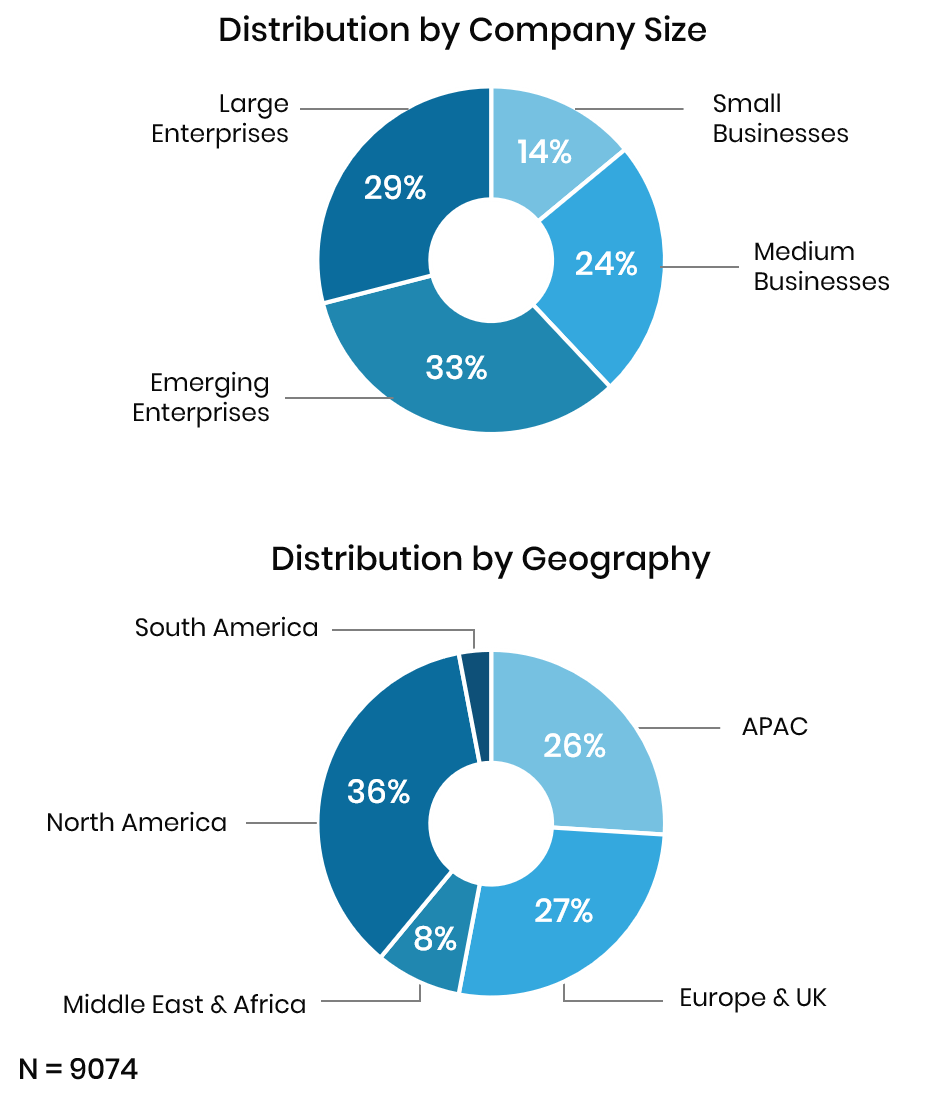 Distribution by Company Size
Large
Enterprises
Small
Businesses
14%
29%
24%
Medium
Businesses
33%
Emerging
Enterprises
Distribution by Geography
South America
APAC
26%
36%
North America
27%
8%
Middle East & Africa
Europe & UK
N = 9074